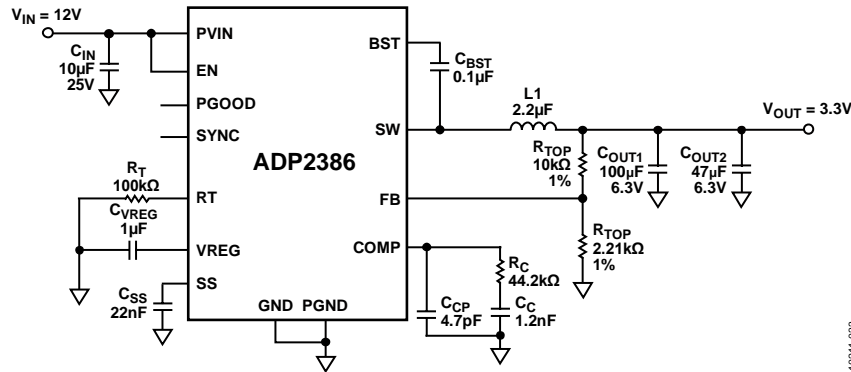 V_IN = 12V
C_IN
10µF
25V
PVIN
EN
PGOOD
SYNC
R_T
100kΩ
RT
C_VREG
1µF
VREG
C_SS
22nF
SS
GND PGND
ADP2386
BST
C_BST
0.1µF
SW
L1
2.2µF
V_OUT = 3.3V
R_TOP
10kΩ
1%
C_OUT1
100µF
6.3V
C_OUT2
47µF
6.3V
FB
R_TOP
2.21kΩ
1%
COMP
R_C
44.2kΩ
C_CP
4.7pF
C_C
1.2nF